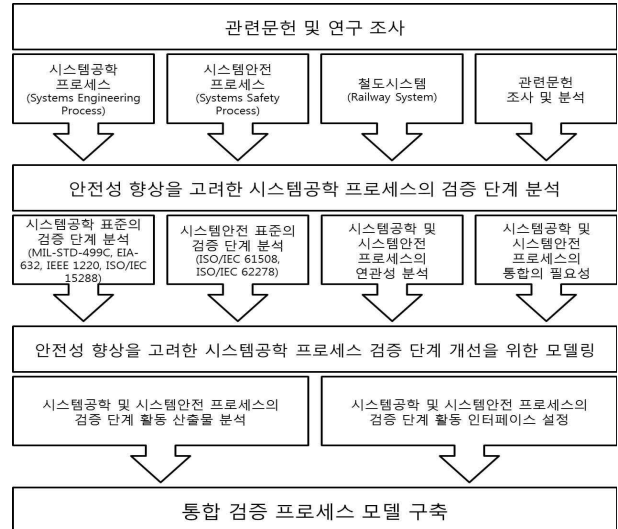 관련문헌 및 연구 조사
시스템공학
프로세스
(Systems Engineering
Process)
시스템안전
프로세스
(Systems Safety
Process)
철도시스템
(Railway System)
관련문헌
조사 및 분석
안전성 향상을 고려한 시스템공학 프로세스의 검증 단계 분석
시스템공학 표준의
검증 단계 분석
(MIL-STD-499C, EIA-
632, IEEE 1220, ISO/IEC
15288)
시스템안전 표준의
검증 단계 분석
(ISO/IEC 61508,
ISO/IEC 62278)
시스템공학 및
시스템안전
프로세스의
연관성 분석
시스템공학 및
시스템안전
프로세스의
통합의 필요성
안전성 향상을 고려한 시스템공학 프로세스 검증 단계 개선을 위한 모델링
시스템공학 및 시스템안전 프로세스의
검증 단계 활동 산출물 분석
시스템공학 및 시스템안전 프로세스의
검증 단계 활동 인터페이스 설정
통합 검증 프로세스 모델 구축